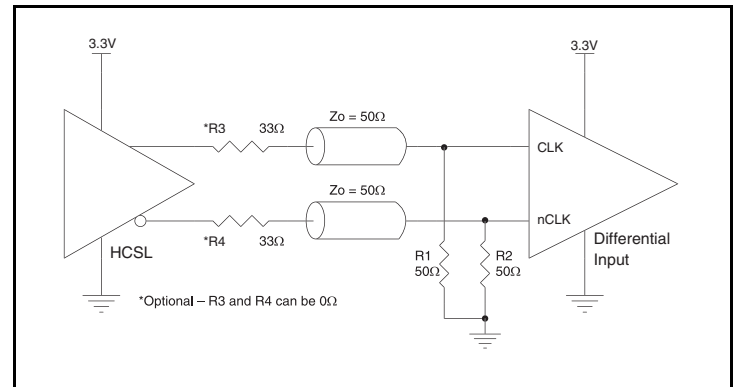 3.3V
3.3V
*R3
33Ω
Zo = 50Ω
CLK
Zo = 50Ω
nCLK
*R4
33Ω
HCSL
R1
50Ω
R2
50Ω
Differential
Input
*Optional – R3 and R4 can be 0Ω